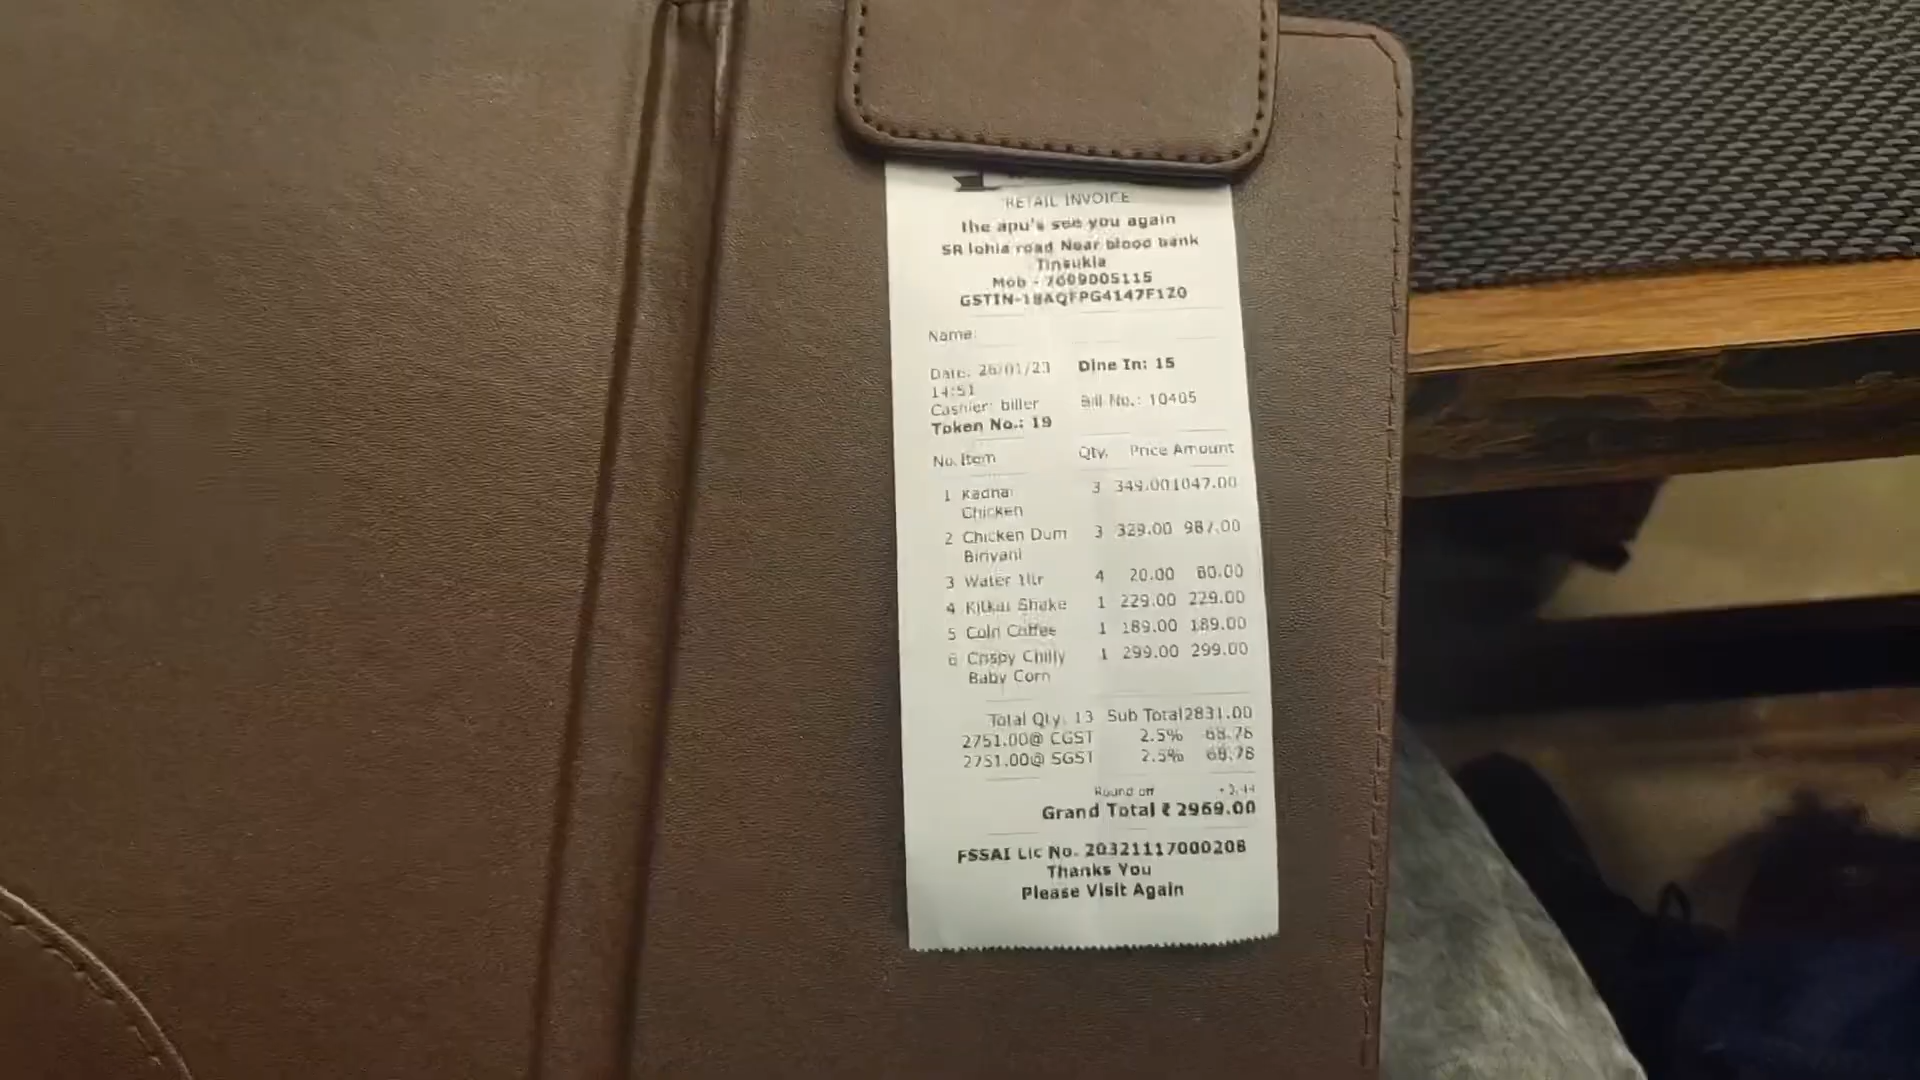 RETAIL INVOICE
the apu's see you again
SR lohia road Near blood bank
Tinsukia
Mob - 7099005115
GSTIN-18AQFPG4147F1Z0
Name:
Date: 26/01/23 Dine In: 15
14:51
Cashier: biller Bill No.: 10405
Token No.: 19
No. Item Qty. Price Amount
1 Kadhai 3 349.00 1047.00
Chicken
2 Chicken Dum 3 329.00 987.00
Biriyani
3 Water 1ltr 4 20.00 80.00
4 Kitkat Shake 1 229.00 229.00
5 Cold Coffee 1 189.00 189.00
6 Crispy Chilly 1 299.00 299.00
Baby Corn
Total Qty: 13 Sub Total 2831.00
2751.00@ CGST 2.5% 68.78
2751.00@ SGST 2.5% 68.78
Round off
Grand Total ₹ 2969.00
FSSAI Lic No. 20321117000208
Thanks You
Please Visit Again